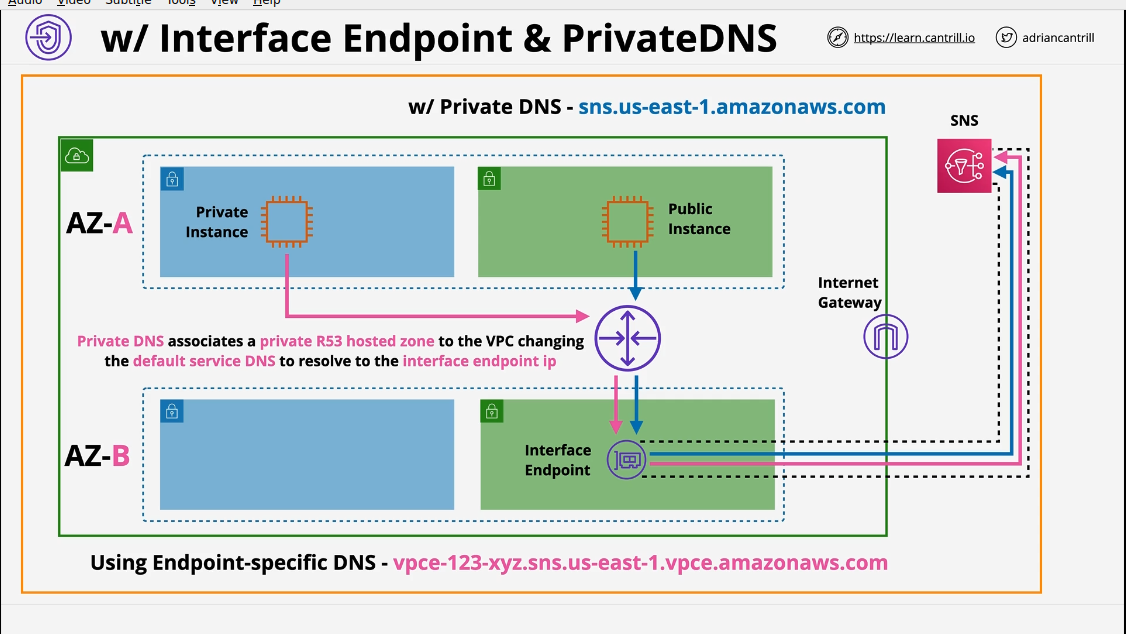 Audio Video Subtitle Tools View Help
w/ Interface Endpoint & PrivateDNS
https://learn.cantrill.io
adriancantrill
w/ Private DNS - sns.us-east-1.amazonaws.com
SNS
AZ-A
Private
Instance
Public
Instance
Internet
Gateway
Private DNS associates a private R53 hosted zone to the VPC changing
the default service DNS to resolve to the interface endpoint ip
AZ-B
Interface
Endpoint
Using Endpoint-specific DNS - vpce-123-xyz.sns.us-east-1.vpce.amazonaws.com